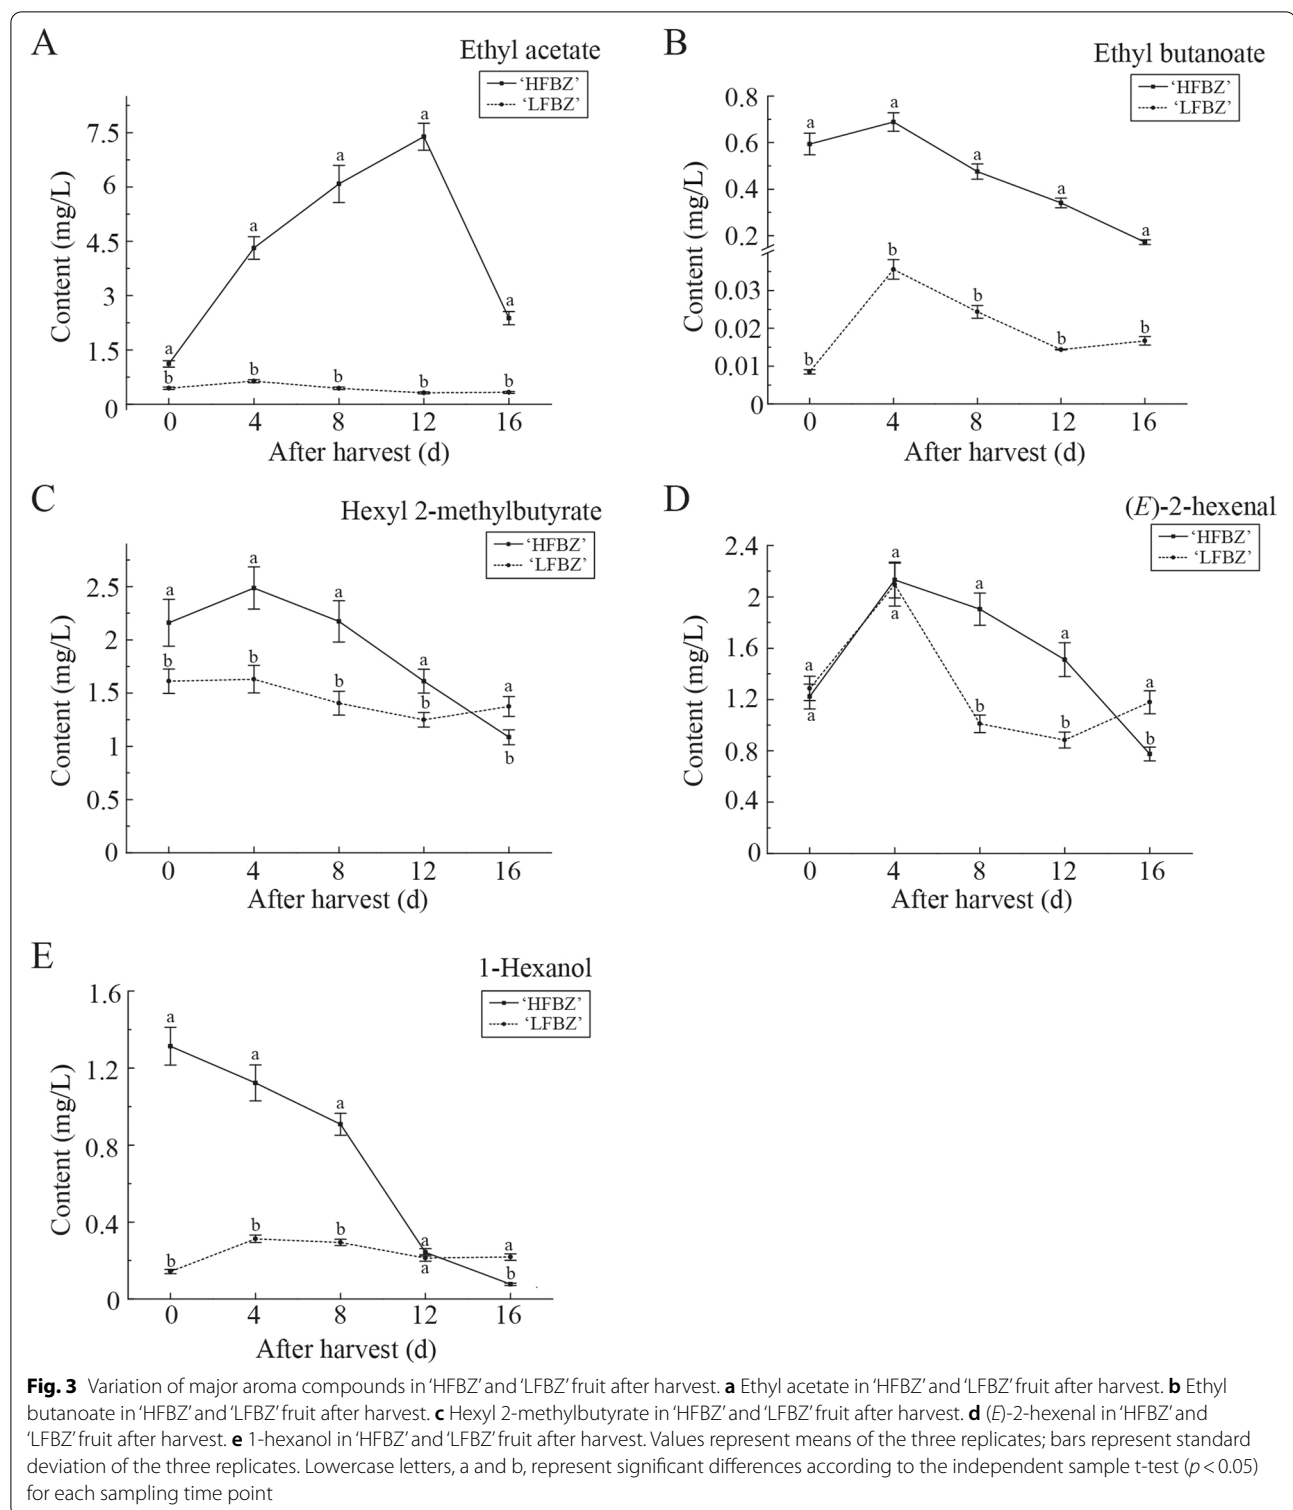 A
Ethyl acetate
‘HFBZ’
‘LFBZ’
7.5
6
4.5
3
1.5
0
Content (mg/L)
a
a
a
a
a
b
b
b
b
b
0 4 8 12 16
After harvest (d)
B
Ethyl butanoate
‘HFBZ’
‘LFBZ’
0.8
0.6
0.4
0.2
0.03
0.02
0.01
0
Content (mg/L)
a
a
a
a
a
b
b
b
b
b
0 4 8 12 16
After harvest (d)
C
Hexyl 2-methylbutyrate
‘HFBZ’
‘LFBZ’
2.5
2
1.5
1
0.5
0
Content (mg/L)
a
a
a
a
a
b
b
b
b
b
0 4 8 12 16
After harvest (d)
D
(E)-2-hexenal
‘HFBZ’
‘LFBZ’
2.4
2
1.6
1.2
0.8
0.4
0
Content (mg/L)
a
a
a
a
a
a
a
b
b
b
0 4 8 12 16
After harvest (d)
E
1-Hexanol
‘HFBZ’
‘LFBZ’
1.6
1.2
0.8
0.4
0
Content (mg/L)
a
a
a
a
a
b
b
b
a
b
0 4 8 12 16
After harvest (d)
Fig. 3 Variation of major aroma compounds in ‘HFBZ’ and ‘LFBZ’ fruit after harvest. a Ethyl acetate in ‘HFBZ’ and ‘LFBZ’ fruit after harvest. b Ethyl
butanoate in ‘HFBZ’ and ‘LFBZ’ fruit after harvest. c Hexyl 2-methylbutyrate in ‘HFBZ’ and ‘LFBZ’ fruit after harvest. d (E)-2-hexenal in ‘HFBZ’ and
‘LFBZ’ fruit after harvest. e 1-hexanol in ‘HFBZ’ and ‘LFBZ’ fruit after harvest. Values represent means of the three replicates; bars represent standard
deviation of the three replicates. Lowercase letters, a and b, represent significant differences according to the independent sample t-test (p < 0.05)
for each sampling time point